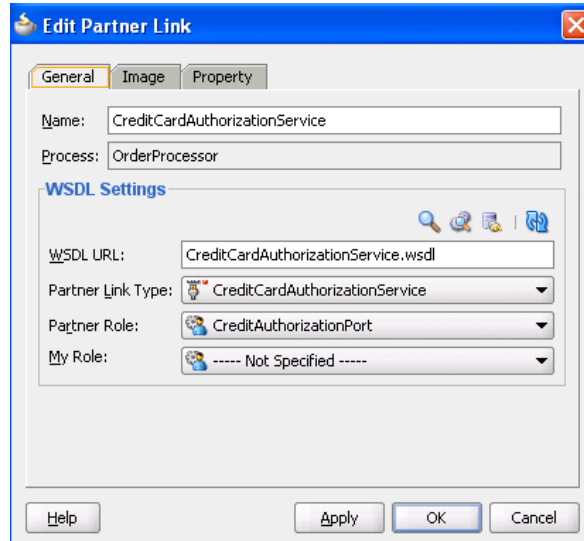 Edit Partner Link
General Image Property
Name: CreditCardAuthorizationService
Process: OrderProcessor
WSDL Settings
WSDL URL: CreditCardAuthorizationService.wsdl
Partner Link Type: CreditCardAuthorizationService
Partner Role: CreditAuthorizationPort
My Role: ----- Not Specified -----
Help Apply OK Cancel